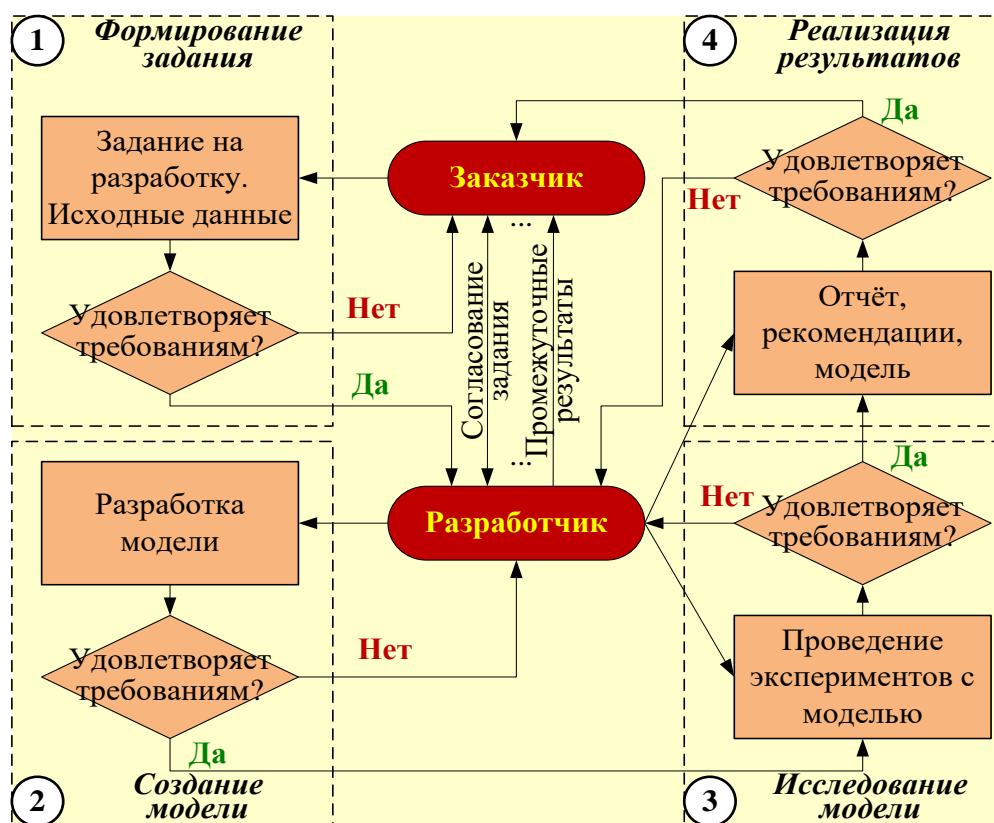 1
Формирование
задания
Задание на
разработку.
Исходные данные
Удовлетворяет
требованиям?
Нет
Да
Заказчик
...
Согласование
задания
Промежуточные
результаты
...
Разработчик
4
Реализация
результатов
Да
Удовлетворяет
требованиям?
Нет
Отчёт,
рекомендации,
модель
Разработка
модели
Удовлетворяет
требованиям?
Нет
Да
2
Создание
модели
Да
Нет
Удовлетворяет
требованиям?
Проведение
экспериментов с
моделью
3
Исследование
модели